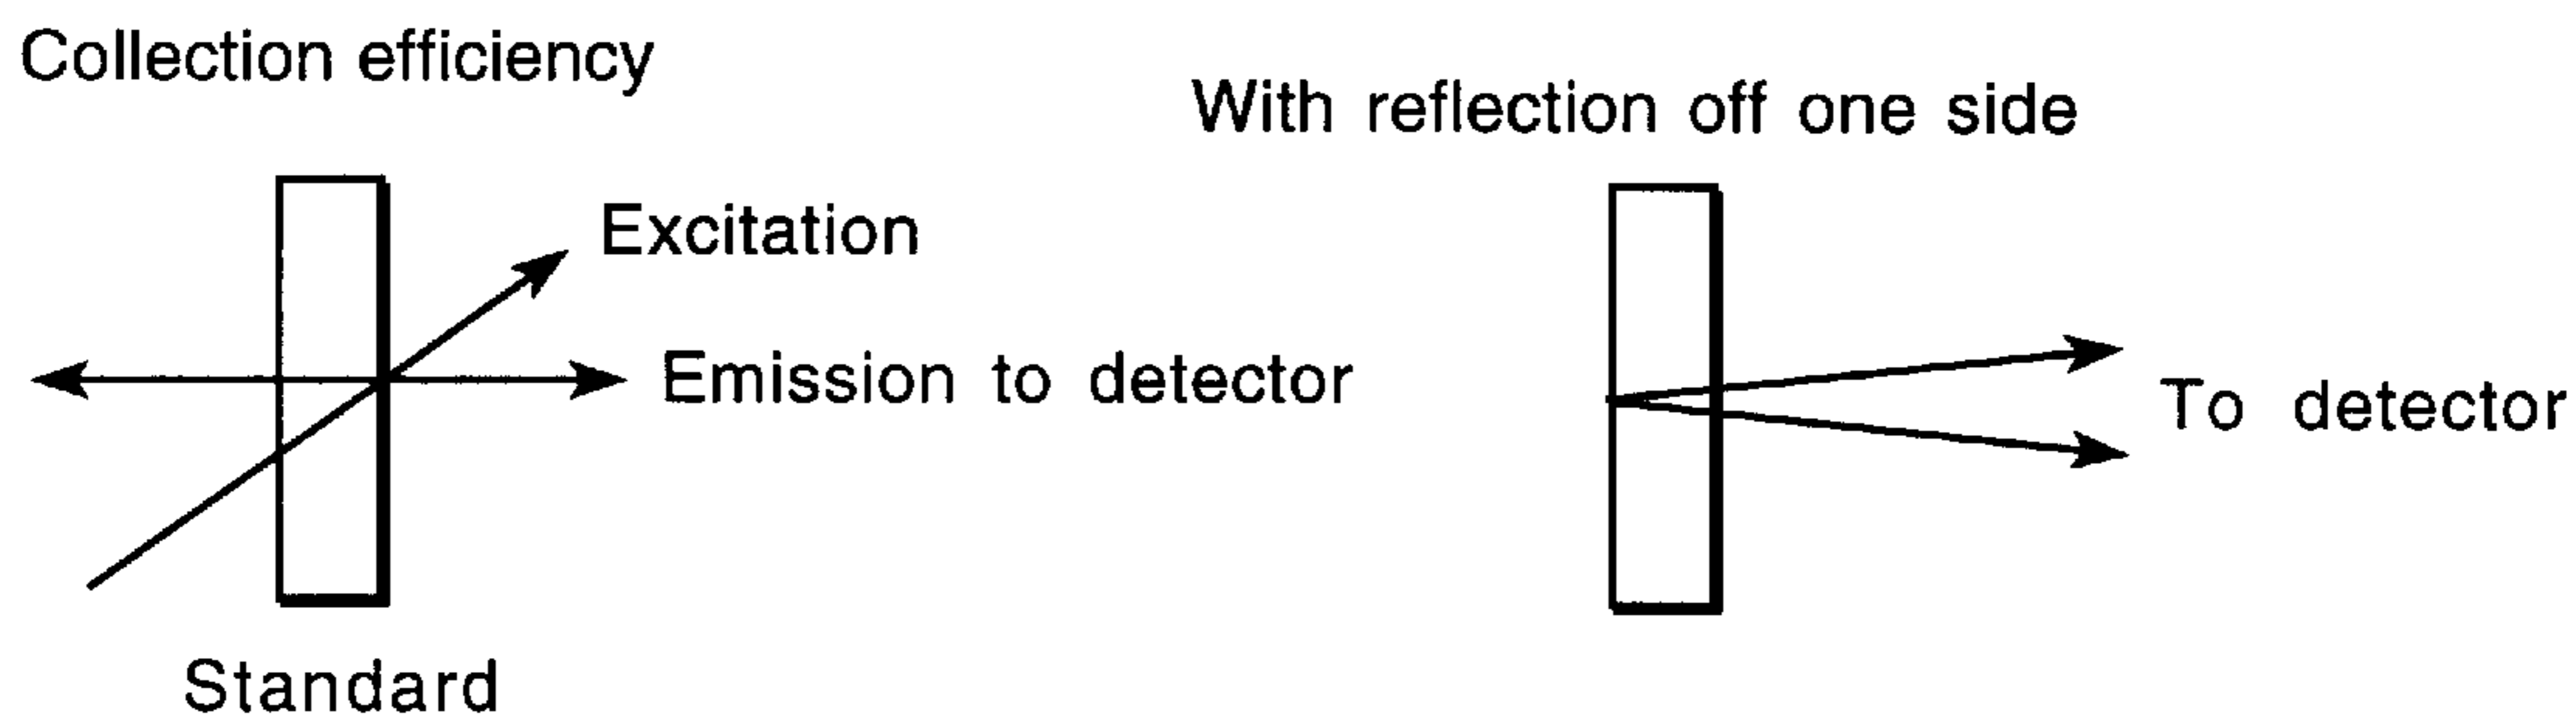 Collection efficiency
With reflection off one side
Excitation
Emission to detector
To detector
Standard